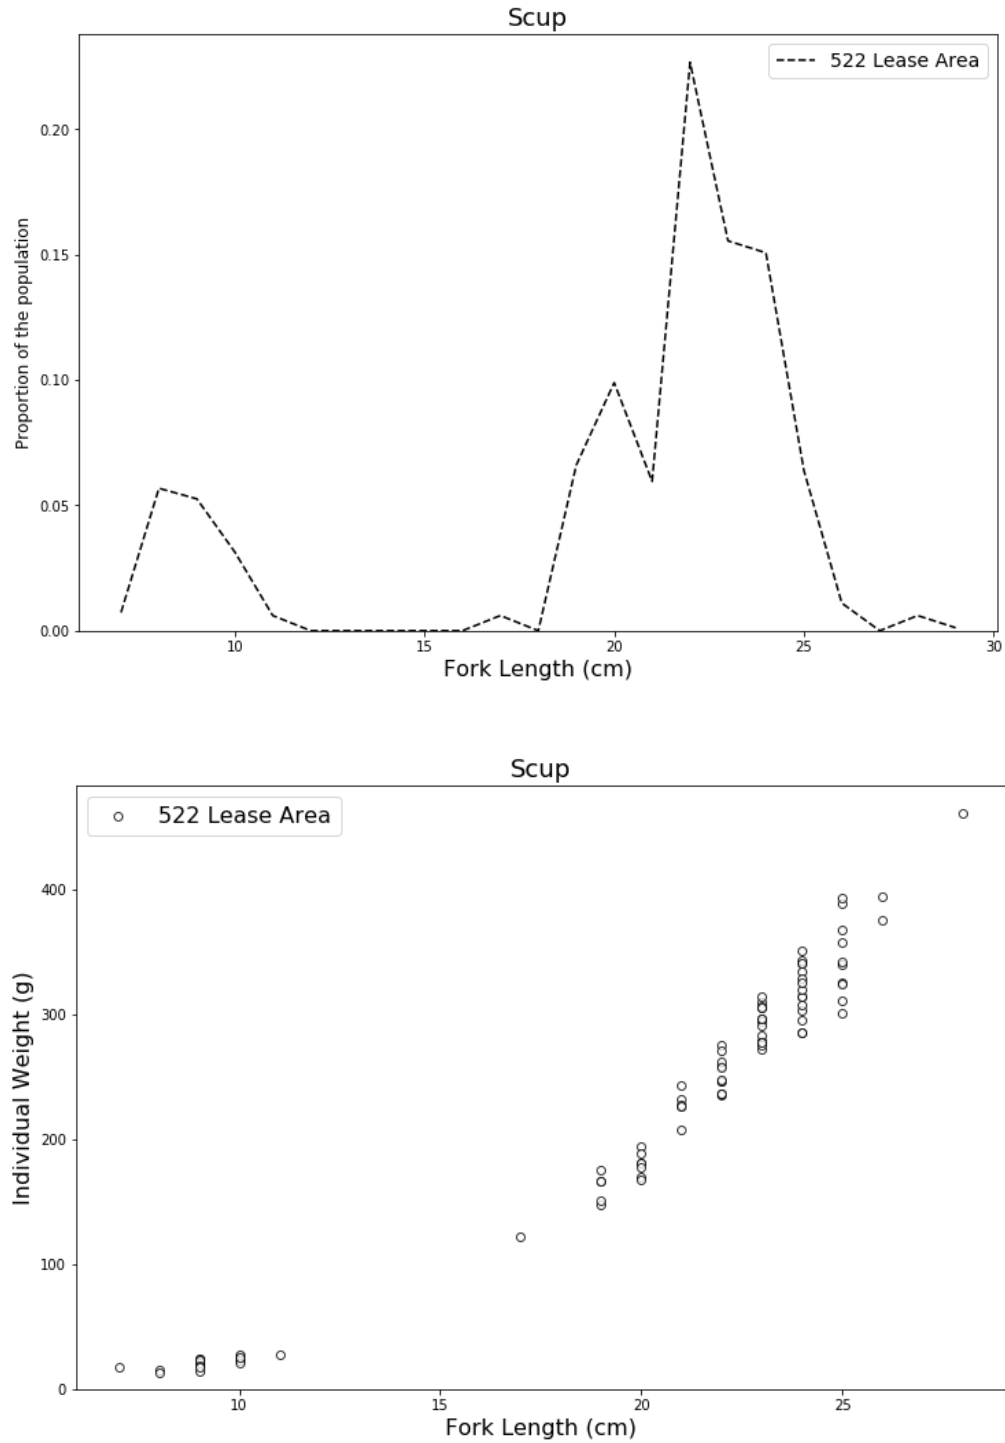 Scup
522 Lease Area
0.20
0.15
0.10
0.05
0.00
Proportion of the population
10 15 20 25 30
Fork Length (cm)
Scup
522 Lease Area
400
300
200
100
0
Individual Weight (g)
10 15 20 25
Fork Length (cm)